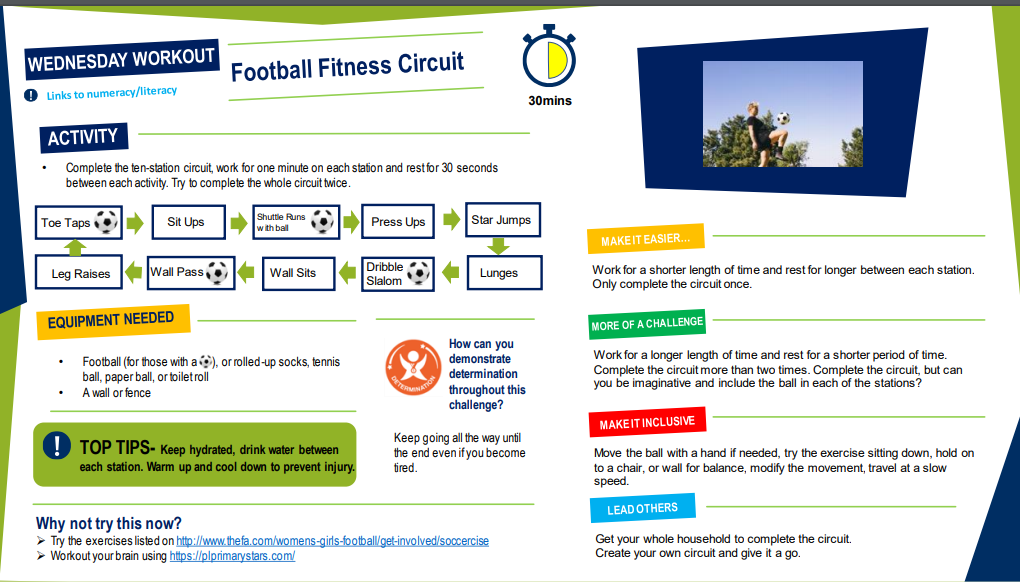 WEDNESDAY WORKOUT
Football Fitness Circuit
! Links to numeracy/literacy
30mins
ACTIVITY
• Complete the ten-station circuit, work for one minute on each station and rest for 30 seconds
between each activity. Try to complete the whole circuit twice.
Toe Taps
Sit Ups
Shuttle Runs
with ball
Press Ups
Star Jumps
Lunges
Dribble
Slalom
Wall Sits
Wall Pass
Leg Raises
EQUIPMENT NEEDED
• Football (for those with a ), or rolled-up socks, tennis
ball, paper ball, or toilet roll
• A wall or fence
DETERMINATION
How can you
demonstrate
determination
throughout this
challenge?
Keep going all the way until
the end even if you become
tired.
! TOP TIPS- Keep hydrated, drink water between
each station. Warm up and cool down to prevent injury.
Why not try this now?
➢ Try the exercises listed on http://www.thefa.com/womens-girls-football/get-involved/soccercise
➢ Workout your brain using https://plprimarystars.com/
MAKE IT EASIER...
Work for a shorter length of time and rest for longer between each station.
Only complete the circuit once.
MORE OF A CHALLENGE
Work for a longer length of time and rest for a shorter period of time.
Complete the circuit more than two times. Complete the circuit, but can
you be imaginative and include the ball in each of the stations?
MAKE IT INCLUSIVE
Move the ball with a hand if needed, try the exercise sitting down, hold on
to a chair, or wall for balance, modify the movement, travel at a slow
speed.
LEAD OTHERS
Get your whole household to complete the circuit.
Create your own circuit and give it a go.